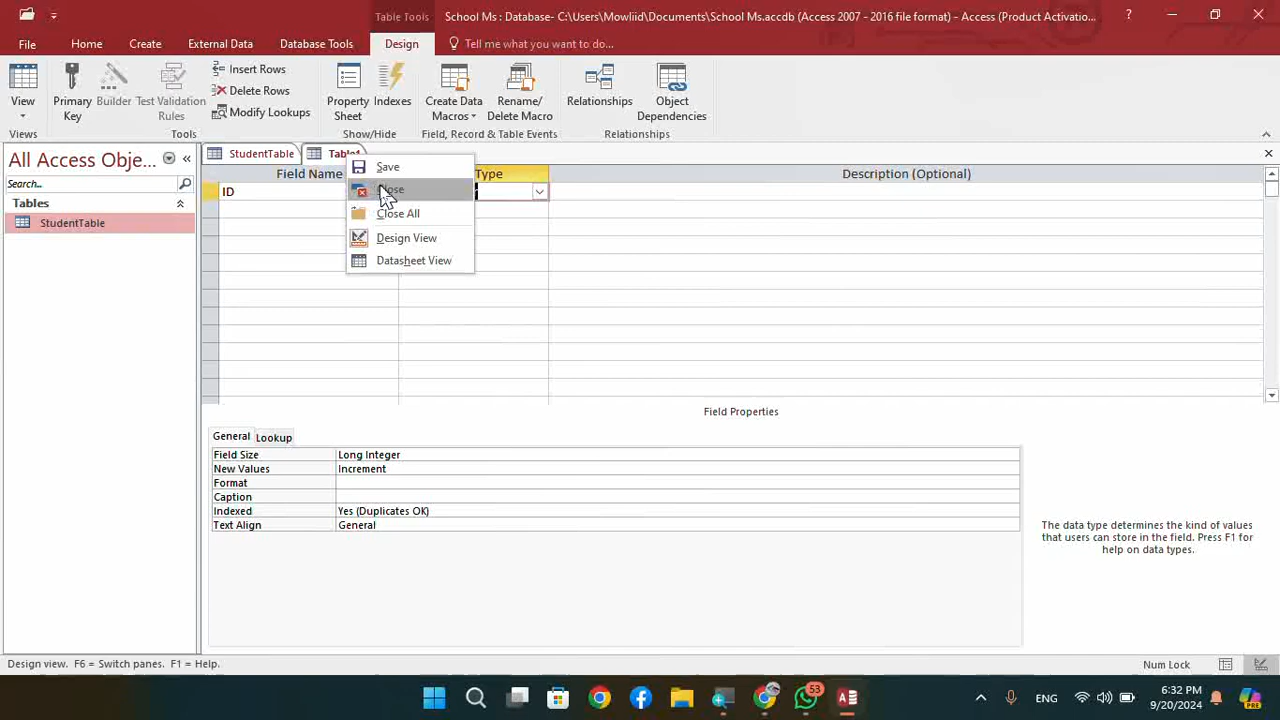 Table Tools
School Ms : Database- C:\Users\Mowliid\Documents\School Ms.accdb (Access 2007 - 2016 file format) - Access (Product Activatio...
File Home Create External Data Database Tools Design Tell me what you want to do...
View
Primary Key
Builder
Test Validation Rules
Insert Rows
Delete Rows
Modify Lookups
Property Sheet
Indexes
Create Data Macros
Rename/ Delete Macro
Relationships
Object Dependencies
Views Tools Show/Hide Field, Record & Table Events Relationships
All Access Obje...
Search..
Tables
StudentTable
StudentTable Table1
Field Name Type Description (Optional)
ID
Save
Close
Close All
Design View
Datasheet View
Field Properties
General Lookup
Field Size Long Integer
New Values Increment
Format
Caption
Indexed Yes (Duplicates OK)
Text Align General
The data type determines the kind of values
that users can store in the field. Press F1 for
help on data types.
Design view. F6 = Switch panes. F1 = Help.
Num Lock
53
ENG
6:32 PM
9/20/2024
PRE